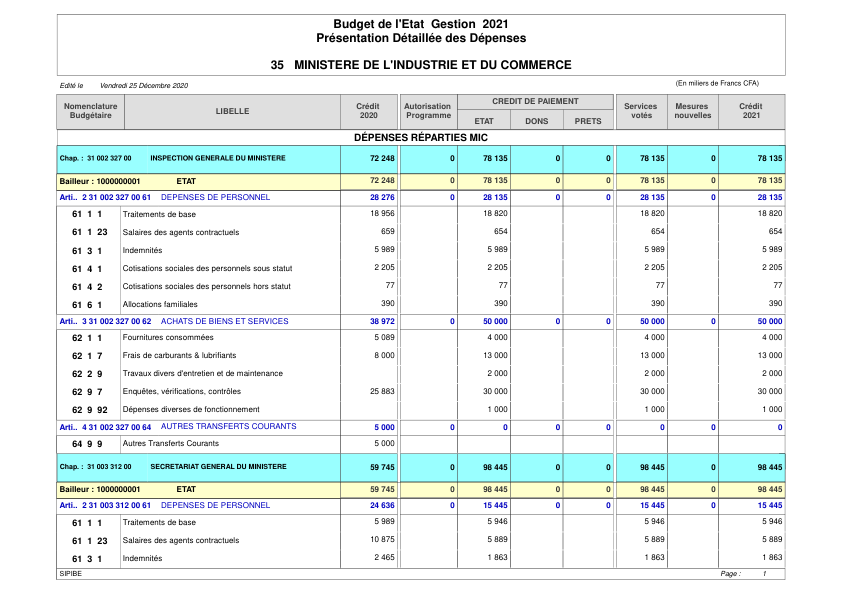 Budget de l'Etat Gestion 2021
Présentation Détaillée des Dépenses
35 MINISTERE DE L'INDUSTRIE ET DU COMMERCE
Edité le Vendredi 25 Décembre 2020 (En miliers de Francs CFA)
Nomenclature Budgétaire LIBELLE Crédit 2020 Autorisation Programme CREDIT DE PAIEMENT ETAT DONS PRETS Services votés Mesures nouvelles Crédit 2021
DÉPENSES RÉPARTIES MIC
Chap. : 31 002 327 00 INSPECTION GENERALE DU MINISTERE 72 248 0 78 135 0 0 78 135 0 78 135
Bailleur : 1000000001 ETAT 72 248 0 78 135 0 0 78 135 0 78 135
Arti.. 2 31 002 327 00 61 DEPENSES DE PERSONNEL 28 276 0 28 135 0 0 28 135 0 28 135
61 1 1 Traitements de base 18 956 18 820 18 820 18 820
61 1 23 Salaires des agents contractuels 659 654 654 654
61 3 1 Indemnités 5 989 5 989 5 989 5 989
61 4 1 Cotisations sociales des personnels sous statut 2 205 2 205 2 205 2 205
61 4 2 Cotisations sociales des personnels hors statut 77 77 77 77
61 6 1 Allocations familiales 390 390 390 390
Arti.. 3 31 002 327 00 62 ACHATS DE BIENS ET SERVICES 38 972 0 50 000 0 0 50 000 0 50 000
62 1 1 Fournitures consommées 5 089 4 000 4 000 4 000
62 1 7 Frais de carburants & lubrifiants 8 000 13 000 13 000 13 000
62 2 9 Travaux divers d'entretien et de maintenance 2 000 2 000 2 000
62 9 7 Enquêtes, vérifications, contrôles 25 883 30 000 30 000 30 000
62 9 92 Dépenses diverses de fonctionnement 1 000 1 000 1 000
Arti.. 4 31 002 327 00 64 AUTRES TRANSFERTS COURANTS 5 000 0 0 0 0 0 0 0
64 9 9 Autres Transferts Courants 5 000
Chap. : 31 003 312 00 SECRETARIAT GENERAL DU MINISTERE 59 745 0 98 445 0 0 98 445 0 98 445
Bailleur : 1000000001 ETAT 59 745 0 98 445 0 0 98 445 0 98 445
Arti.. 2 31 003 312 00 61 DEPENSES DE PERSONNEL 24 636 0 15 445 0 0 15 445 0 15 445
61 1 1 Traitements de base 5 989 5 946 5 946 5 946
61 1 23 Salaires des agents contractuels 10 875 5 889 5 889 5 889
61 3 1 Indemnités 2 465 1 863 1 863 1 863
SIPIBE Page : 1